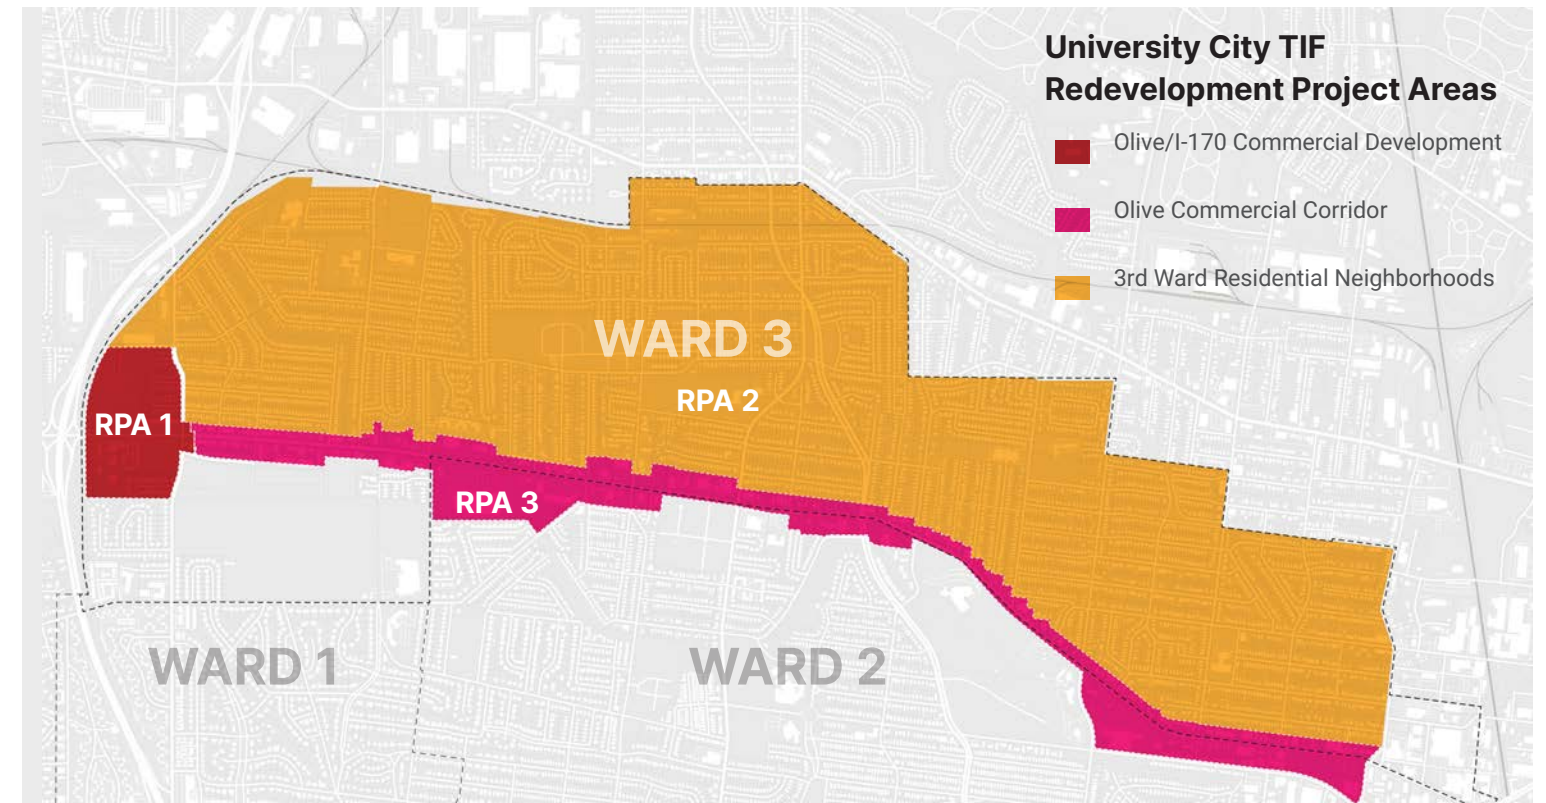 University City TIF
Redevelopment Project Areas
Olive/I-170 Commercial Development
Olive Commercial Corridor
3rd Ward Residential Neighborhoods
WARD 3
RPA 2
RPA 1
RPA 3
WARD 1
WARD 2